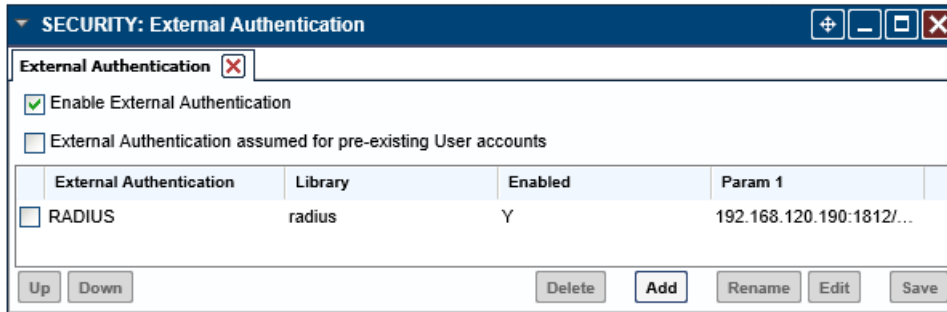 SECURITY: External Authentication
External Authentication
Enable External Authentication
External Authentication assumed for pre-existing User accounts
External Authentication Library Enabled Param 1
RADIUS radius Y 192.168.120.190:1812/...
Up Down Delete Add Rename Edit Save